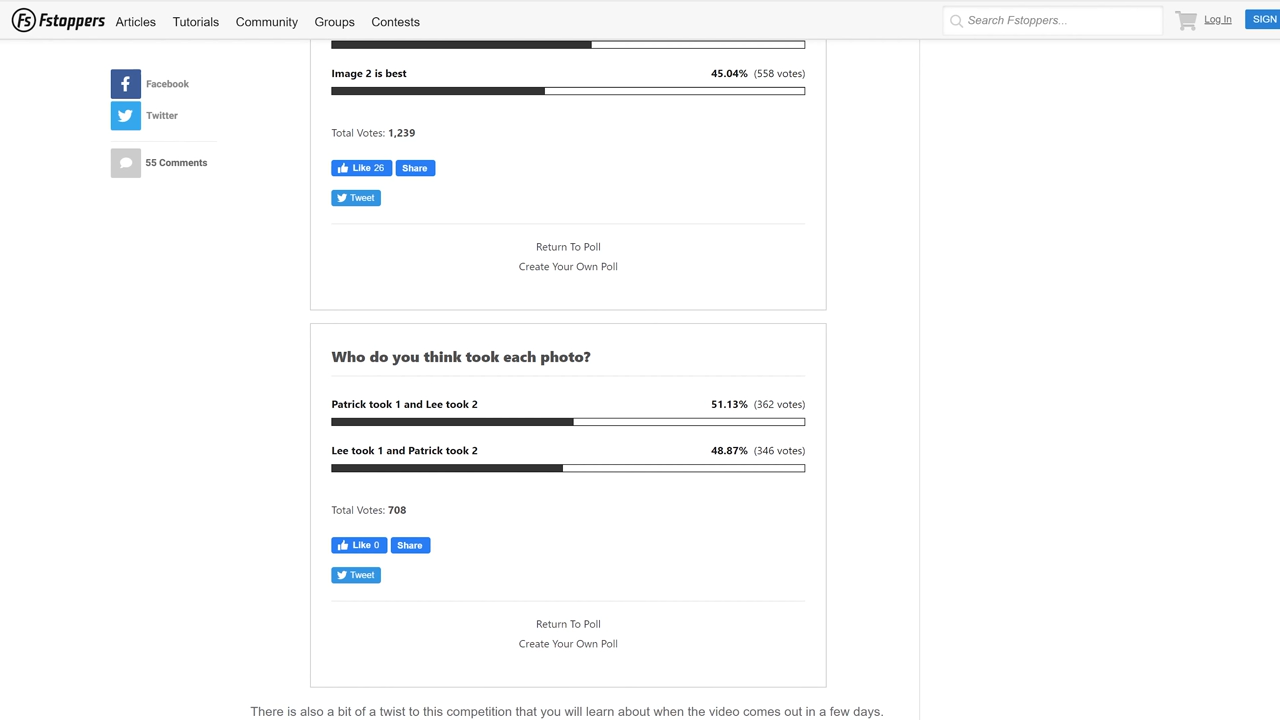 Fs Fstoppers Articles Tutorials Community Groups Contests Search Fstoppers... Log In SIGN
Facebook
Twitter
55 Comments
Image 2 is best 45.04% (558 votes)
Total Votes: 1,239
Like 26 Share
Tweet
Return To Poll
Create Your Own Poll
Who do you think took each photo?
Patrick took 1 and Lee took 2 51.13% (362 votes)
Lee took 1 and Patrick took 2 48.87% (346 votes)
Total Votes: 708
Like 0 Share
Tweet
Return To Poll
Create Your Own Poll
There is also a bit of a twist to this competition that you will learn about when the video comes out in a few days.